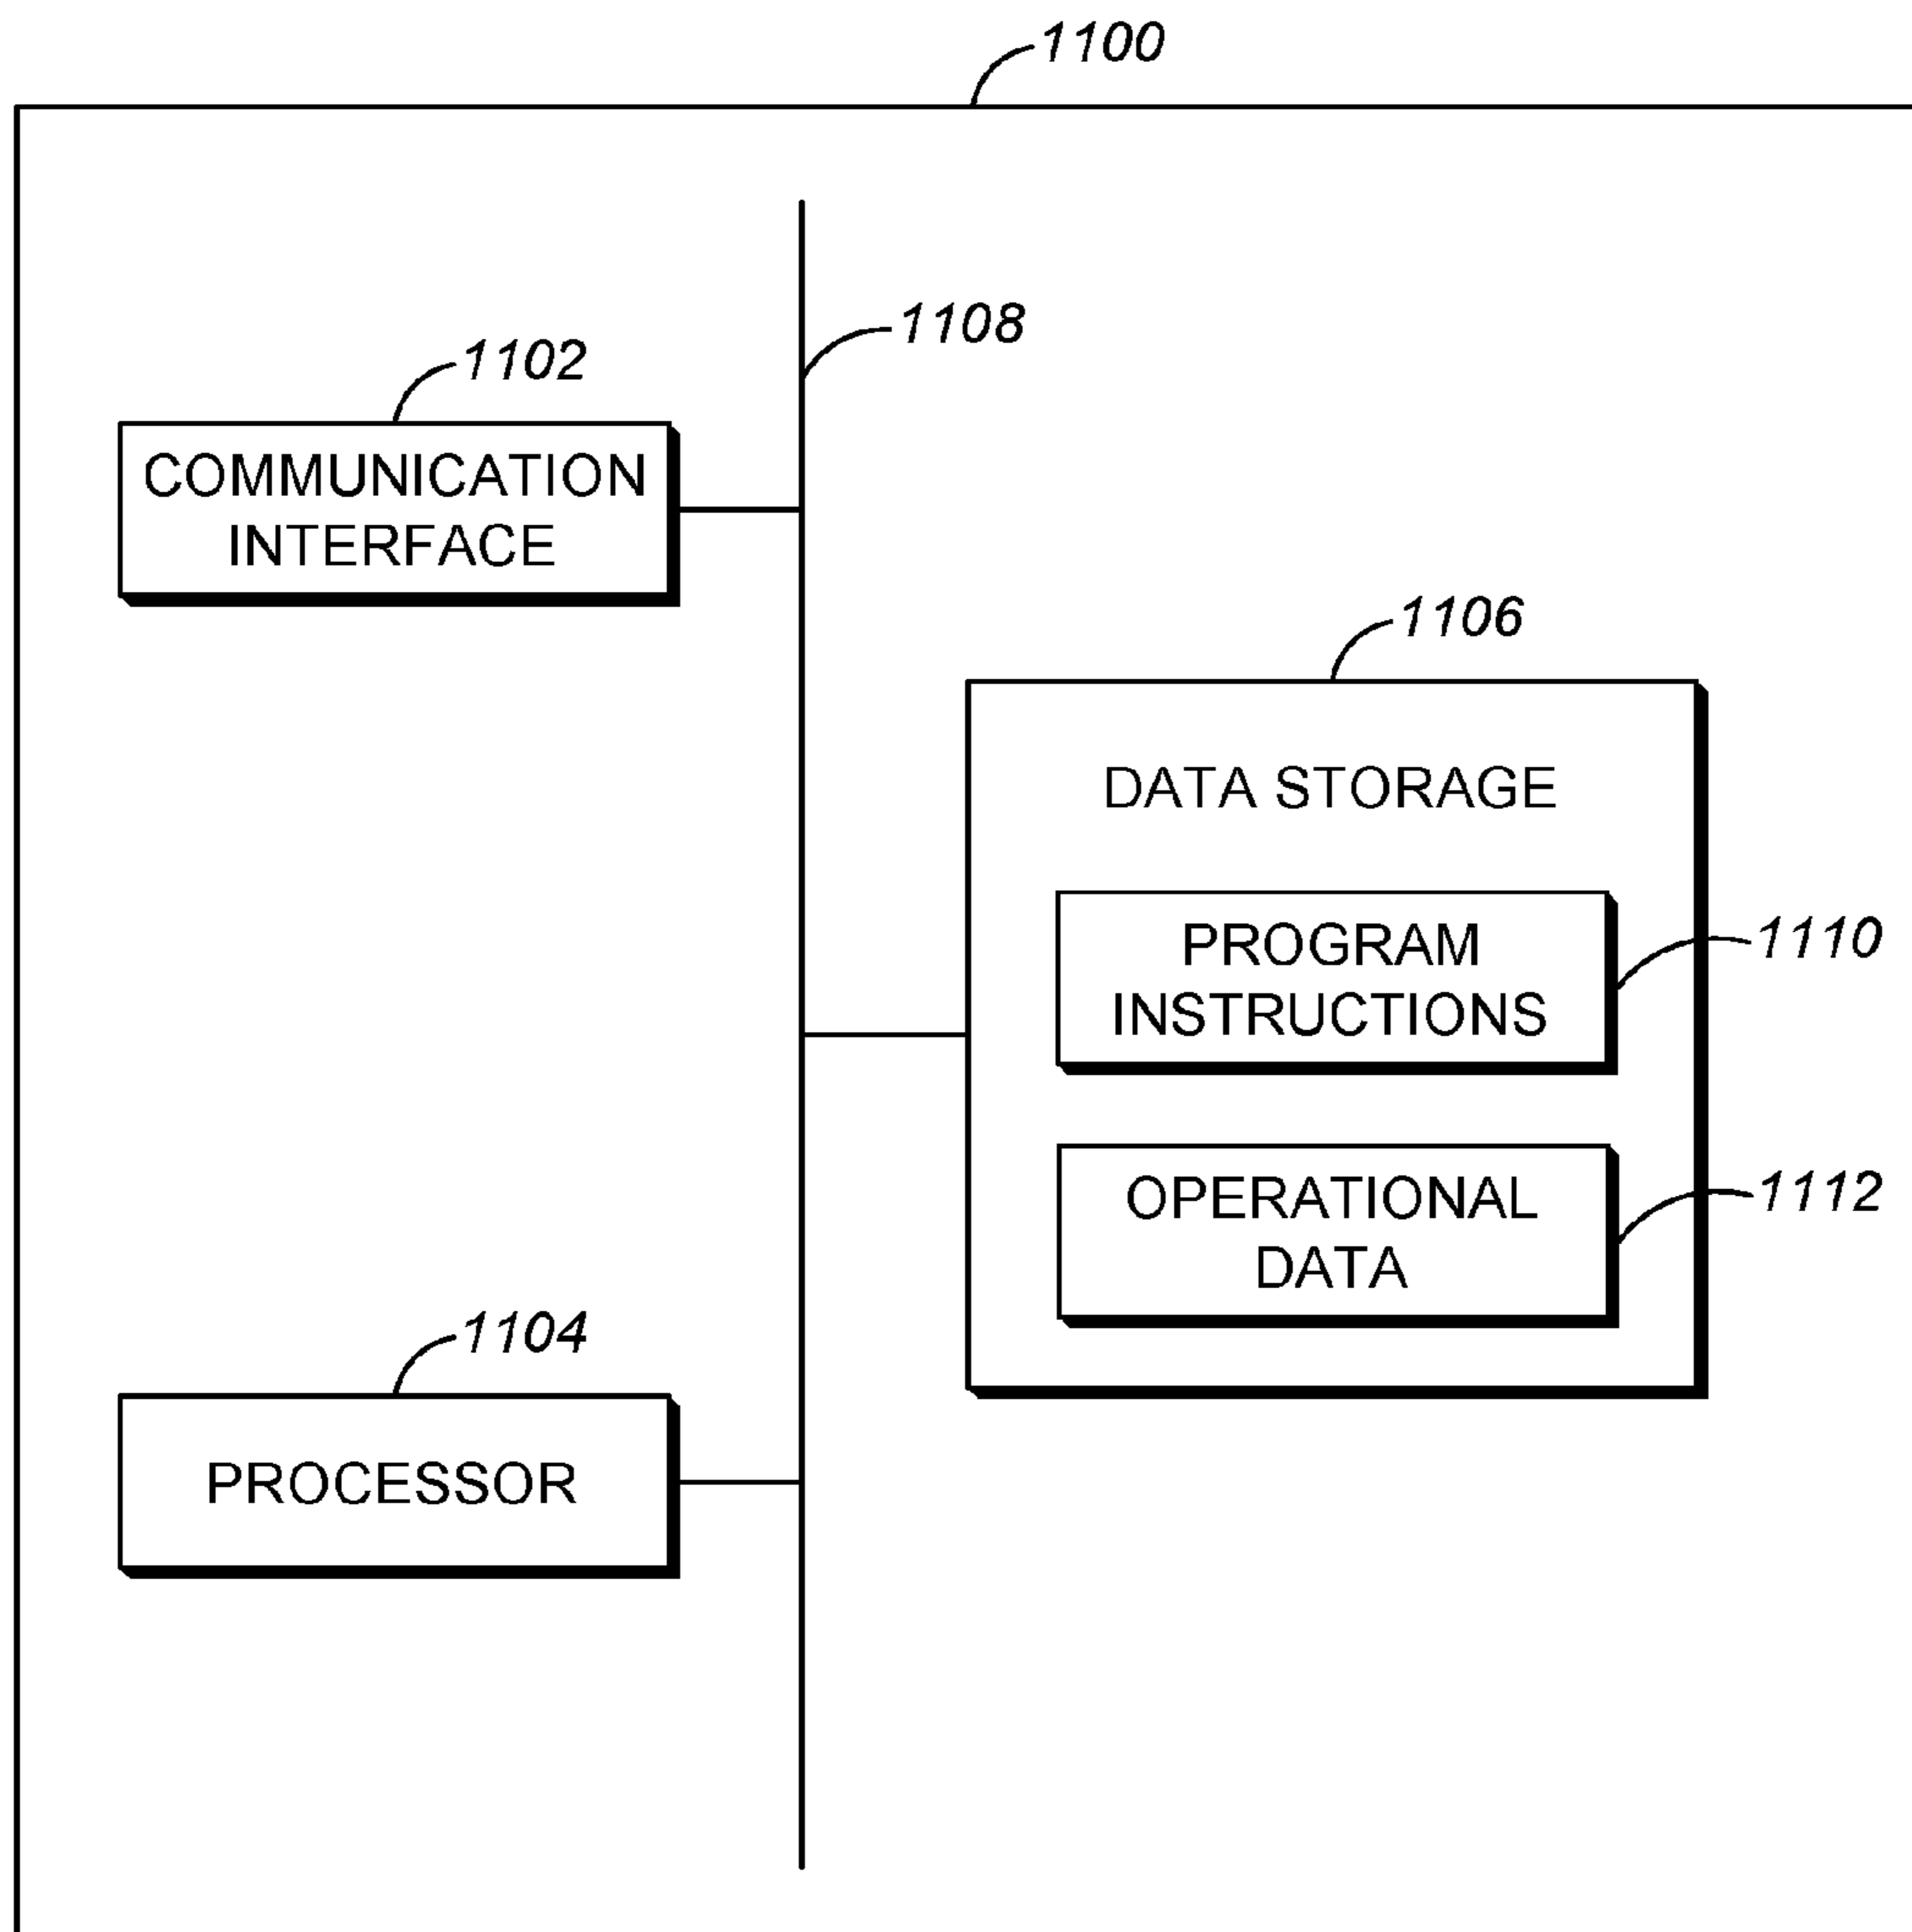 1100
1108
1102
COMMUNICATION
INTERFACE
1106
DATA STORAGE
PROGRAM
INSTRUCTIONS
1110
OPERATIONAL
DATA
1112
1104
PROCESSOR